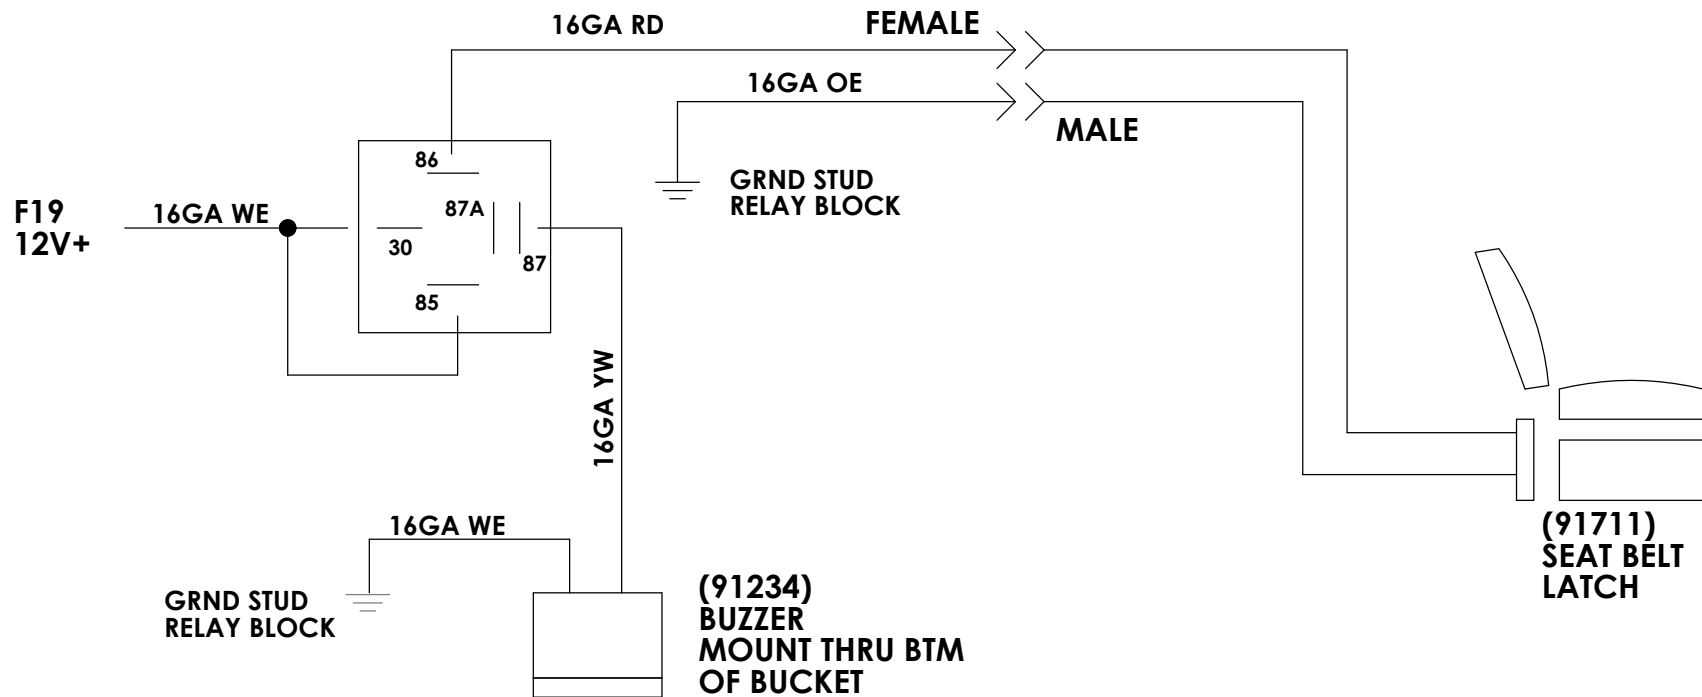 16GA RD
FEMALE
16GA OE
MALE
86
GRND STUD
RELAY BLOCK
F19
12V+
16GA WE
87A
30
87
85
16GA YW
16GA WE
GRND STUD
RELAY BLOCK
(91234)
BUZZER
MOUNT THRU BTM
OF BUCKET
(91711)
SEAT BELT
LATCH